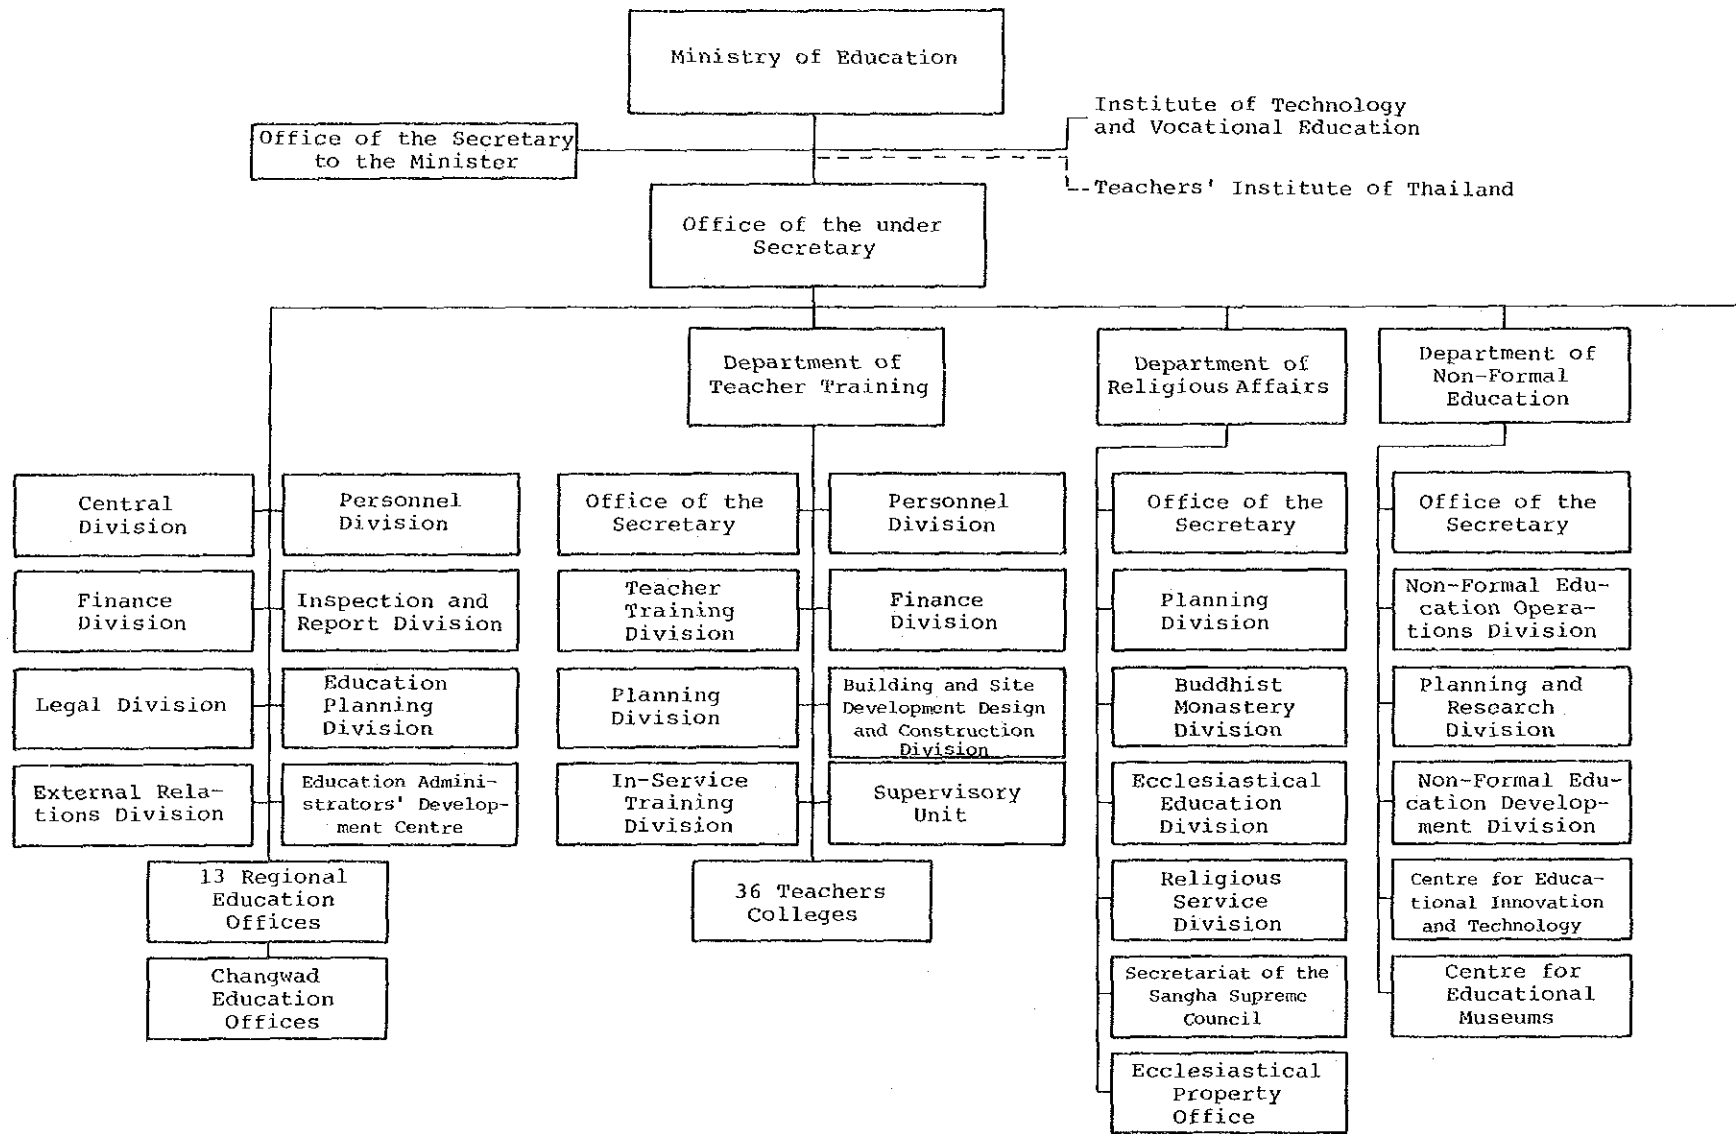 Ministry of Education
Institute of Technology
and Vocational Education
Office of the Secretary
to the Minister
Teachers' Institute of Thailand
Office of the under
Secretary
Department of
Teacher Training
Department of
Religious Affairs
Department of
Non-Formal
Education
Central
Division
Personnel
Division
Finance
Division
Inspection and
Report Division
Legal Division
Education
Planning
Division
External Rela-
tions Division
Education Admini-
strators' Develop-
ment Centre
13 Regional
Education
Offices
Changwad
Education
Offices
Office of the
Secretary
Personnel
Division
Teacher
Training
Division
Finance
Division
Planning
Division
Building and Site
Development Design
and Construction
Division
In-Service
Training
Division
Supervisory
Unit
36 Teachers
Colleges
Office of the
Secretary
Planning
Division
Buddhist
Monastery
Division
Ecclesiastical
Education
Division
Religious
Service
Division
Secretariat of the
Sangha Supreme
Council
Ecclesiastical
Property
Office
Office of the
Secretary
Non-Formal Edu-
cation Opera-
tions Division
Planning and
Research
Division
Non-Formal Edu-
cation Develop-
ment Division
Centre for Educa-
tional Innovation
and Technology
Centre for
Educational
Museums